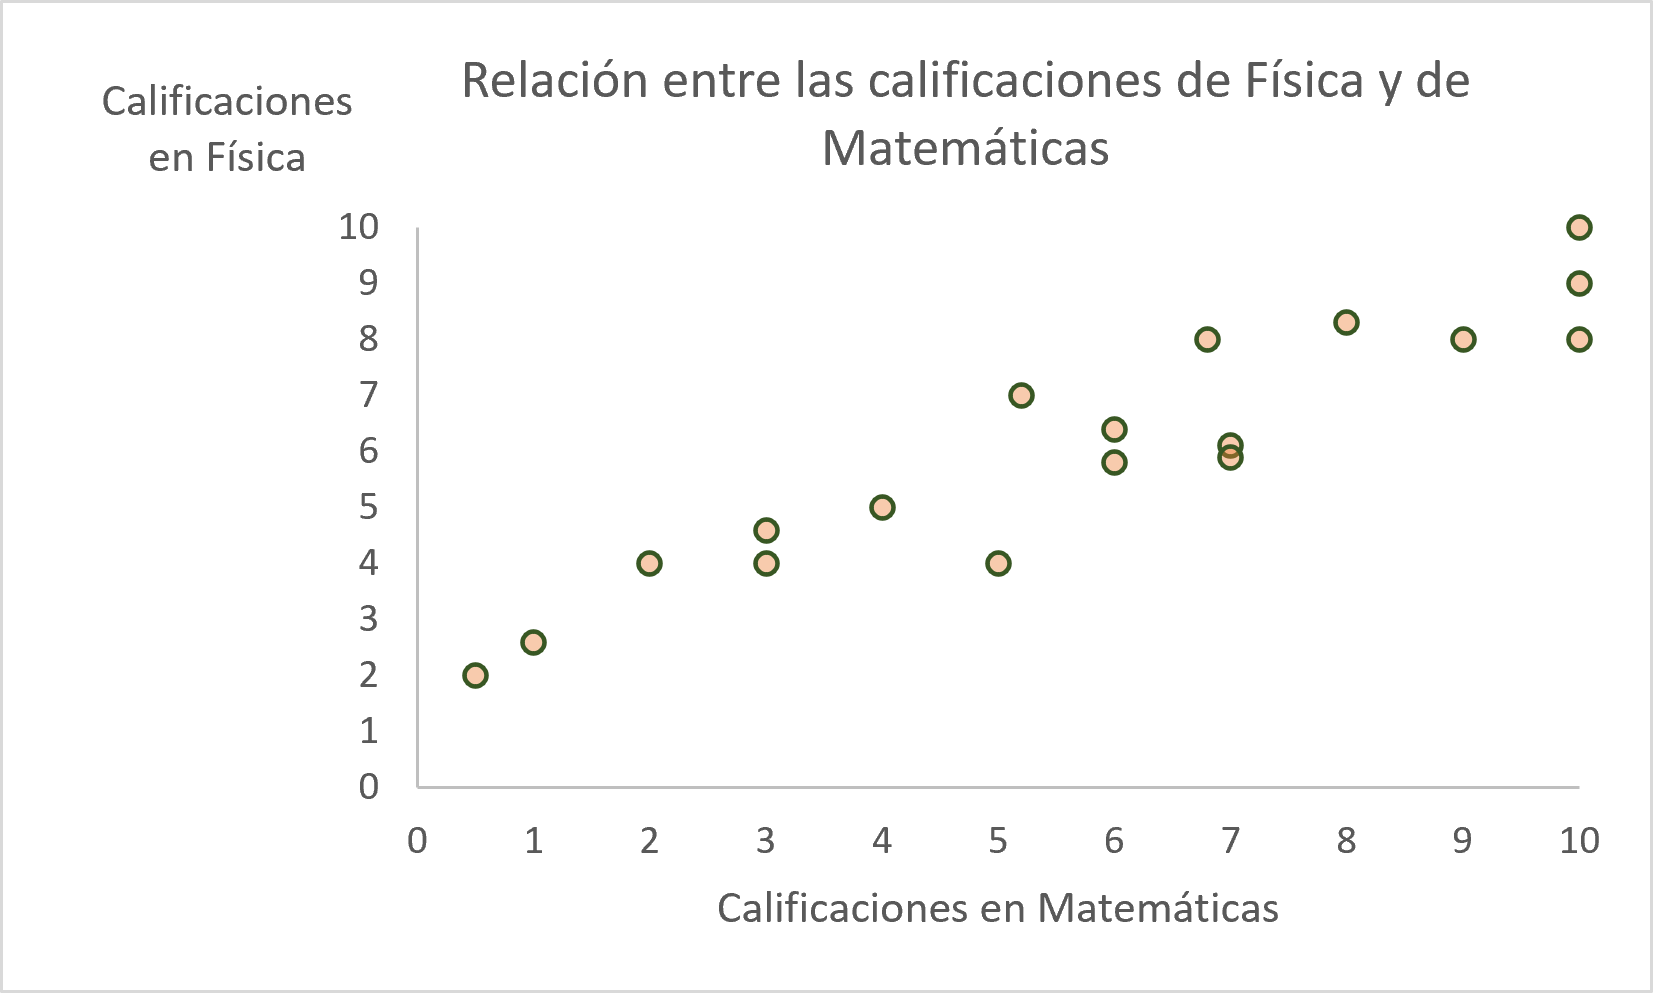 Relación entre las calificaciones de Física y de
Matemáticas
Calificaciones
en Física
10
9
8
7
6
5
4
3
2
1
0
0 1 2 3 4 5 6 7 8 9 10
Calificaciones en Matemáticas